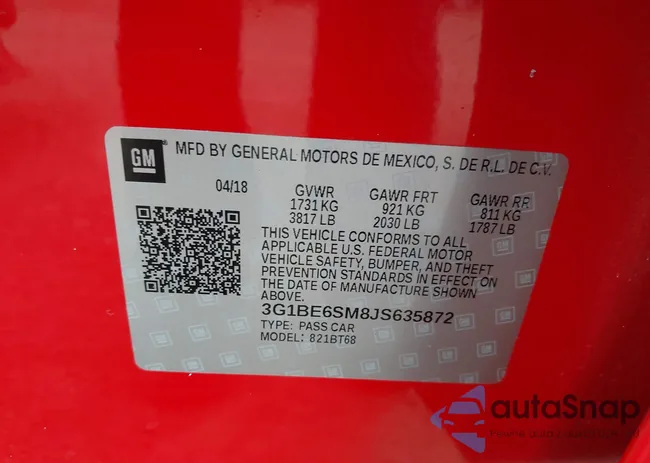 GM
MFD BY GENERAL MOTORS DE MEXICO, S. DE R.L. DE C.V.
04/18 GVWR GAWR FRT GAWR RR
1731 KG 921 KG 811 KG
3817 LB 2030 LB 1787 LB
THIS VEHICLE CONFORMS TO ALL
APPLICABLE U.S. FEDERAL MOTOR
VEHICLE SAFETY, BUMPER, AND THEFT
PREVENTION STANDARDS IN EFFECT ON
THE DATE OF MANUFACTURE SHOWN
ABOVE.
3G1BE6SM8JS635872
TYPE: PASS CAR
MODEL: 821BT68
autoSnap